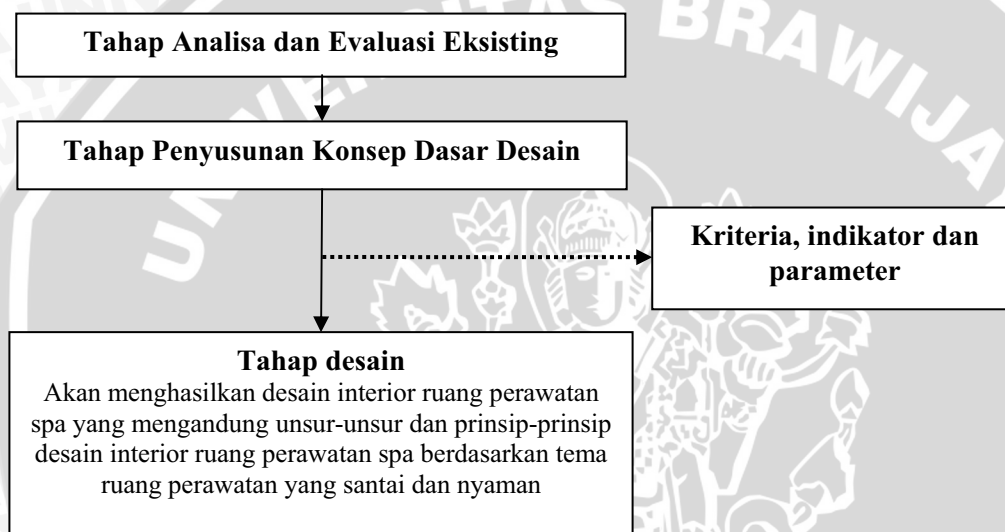 UNIVERSITAS BRAWIJA
Tahap Analisa dan Evaluasi Eksisting
Tahap Penyusunan Konsep Dasar Desain
Kriteria, indikator dan
parameter
Tahap desain
Akan menghasilkan desain interior ruang perawatan
spa yang mengandung unsur-unsur dan prinsip-prinsip
desain interior ruang perawatan spa berdasarkan tema
ruang perawatan yang santai dan nyaman